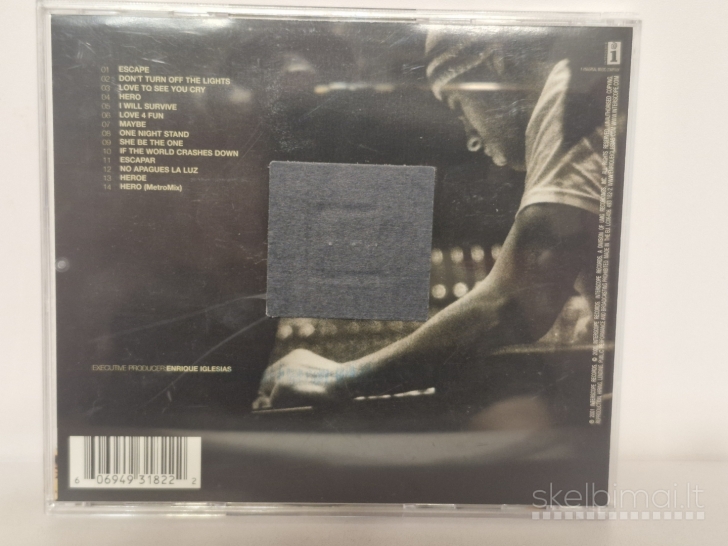 01 ESCAPE
02 DON'T TURN OFF THE LIGHTS
03 LOVE TO SEE YOU CRY
04 HERO
05 I WILL SURVIVE
06 LOVE 4 FUN
07 MAYBE
08 ONE NIGHT STAND
09 SHE BE THE ONE
10 IF THE WORLD CRASHES DOWN
11 ESCAPAR
12 NO APAGUES LA LUZ
13 HEROE
14 HERO (MetroMix)
i
EXECUTIVE PRODUCER: ENRIQUE IGLESIAS
6 06949 31822 2
skelbimai.lt